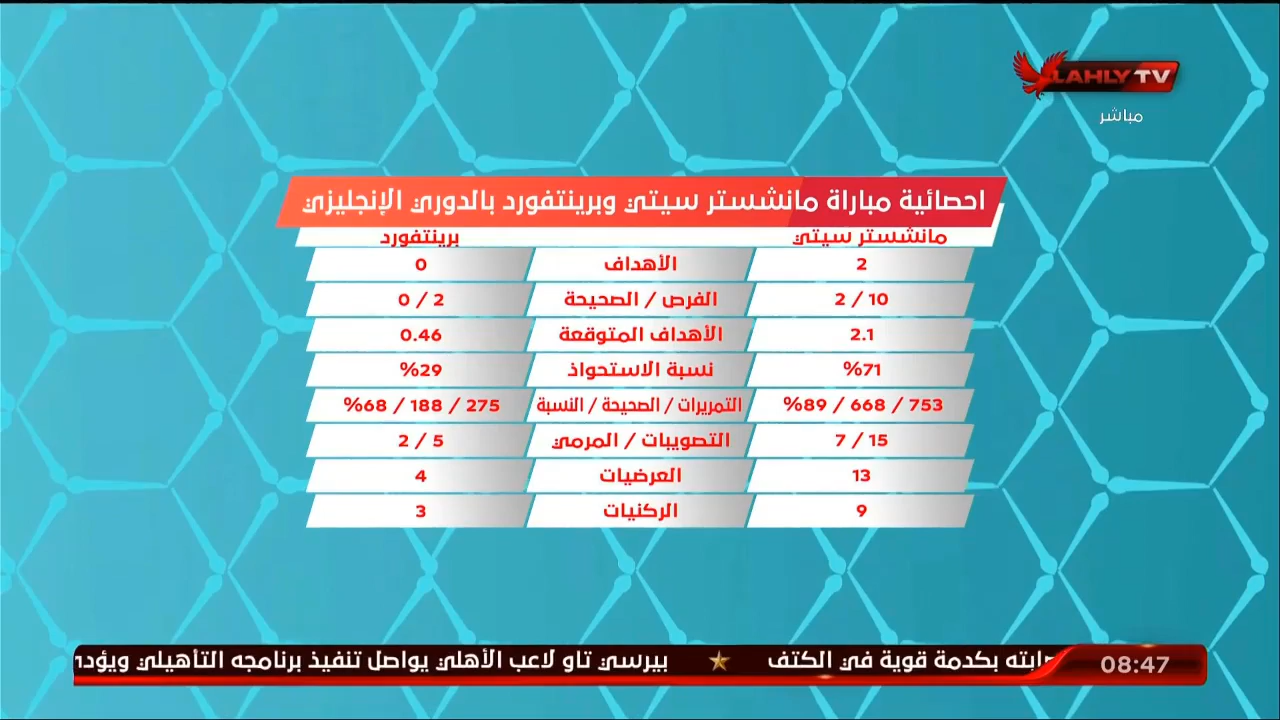 LAHLY TV
مباشر
احصائية مباراة مانشستر سيتي وبرينتفورد بالدوري الإنجليزي
مانشستر سيتي برينتفورد
2 الأهداف 0
2 / 10 الفرص / الصحيحة 0 / 2
2.1 الأهداف المتوقعة 0.46
%71 نسبة الاستحواذ %29
%89 / 668 / 753 التمريرات / الصحيحة / النسبة %68 / 188 / 275
7 / 15 التصويبات / المرمي 2 / 5
13 العرضيات 4
9 الركنيات 3
08:47 بكدمة قوية في الكتف ★ بيرسي تاو لاعب الأهلي يواصل تنفيذ برنامجه التأهيلي